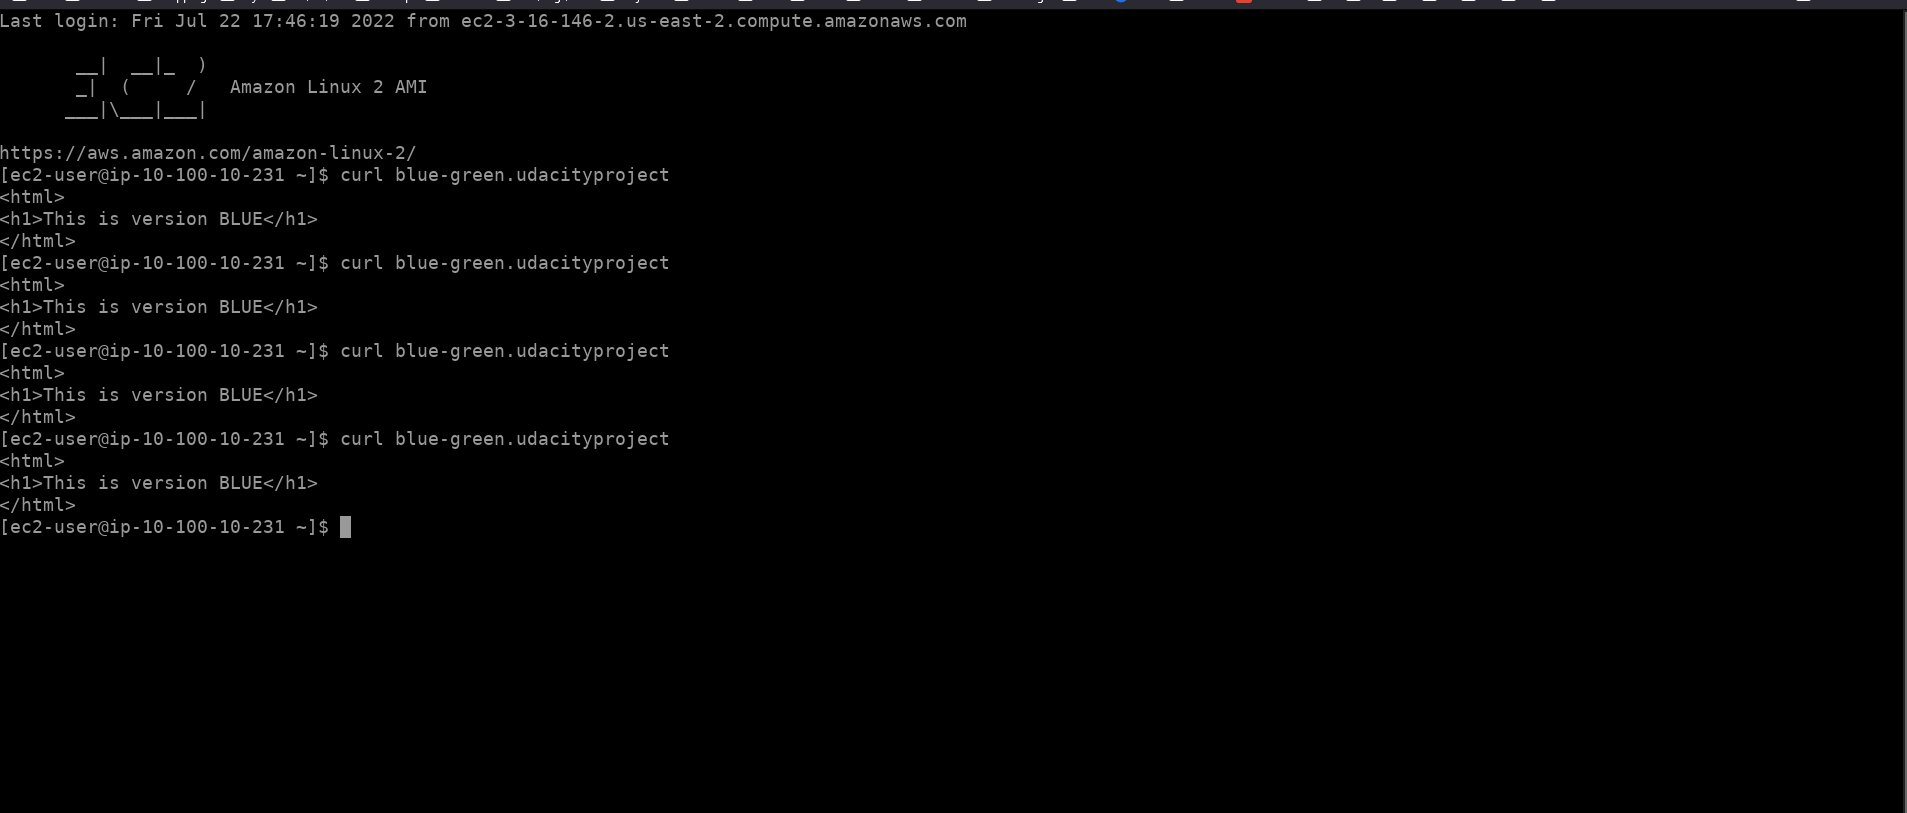 Last login: Fri Jul 22 17:46:19 2022 from ec2-3-16-146-2.us-east-2.compute.amazonaws.com
       __|  __|_  )
       _|  (     /   Amazon Linux 2 AMI
      ___|\___|___|
https://aws.amazon.com/amazon-linux-2/
[ec2-user@ip-10-100-10-231 ~]$ curl blue-green.udacityproject
<html>
<h1>This is version BLUE</h1>
</html>
[ec2-user@ip-10-100-10-231 ~]$ curl blue-green.udacityproject
<html>
<h1>This is version BLUE</h1>
</html>
[ec2-user@ip-10-100-10-231 ~]$ curl blue-green.udacityproject
<html>
<h1>This is version BLUE</h1>
</html>
[ec2-user@ip-10-100-10-231 ~]$ curl blue-green.udacityproject
<html>
<h1>This is version BLUE</h1>
</html>
[ec2-user@ip-10-100-10-231 ~]$